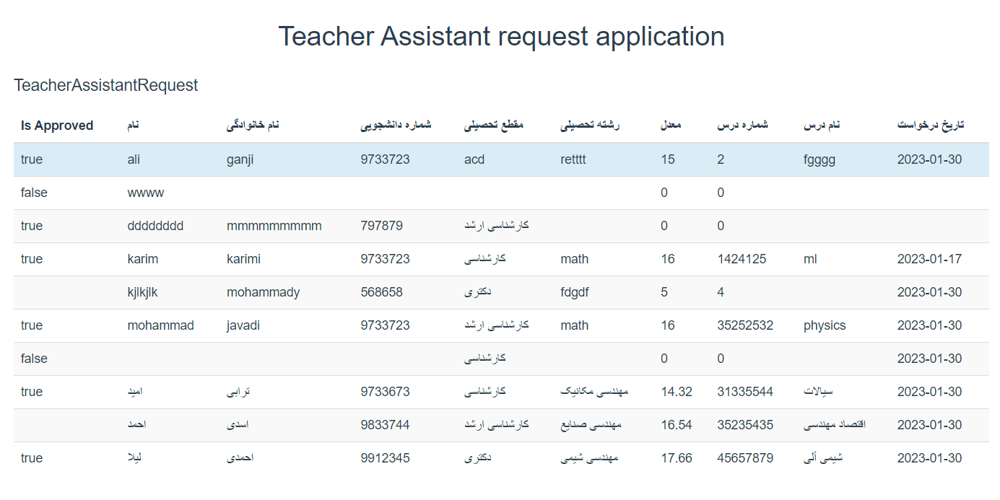 Teacher Assistant request application
TeacherAssistantRequest
Is Approved نام نام خانوادگی شماره دانشجویی مقطع تحصیلی رشته تحصیلی معدل شماره درس نام درس تاریخ درخواست
true ali ganji 9733723 acd retttt 15 2 fgggg 2023-01-30
false wwww 0 0
true dddddddd mmmmmmmmm 797879 کارشناسی ارشد 0 0
true karim karimi 9733723 کارشناسی math 16 1424125 ml 2023-01-17
kjlkjlk mohammady 568658 دکتری fdgdf 5 4 2023-01-30
true mohammad javadi 9733723 کارشناسی ارشد math 16 35252532 physics 2023-01-30
false کارشناسی 0 0 2023-01-30
true امید ترابی 9733673 کارشناسی مهندسی مکانیک 14.32 31335544 سیالات 2023-01-30
احمد اسدی 9833744 کارشناسی ارشد مهندسی صنایع 16.54 35235435 اقتصاد مهندسی 2023-01-30
true لیلا احمدی 9912345 دکتری مهندسی شیمی 17.66 45657879 شیمی آلی 2023-01-30